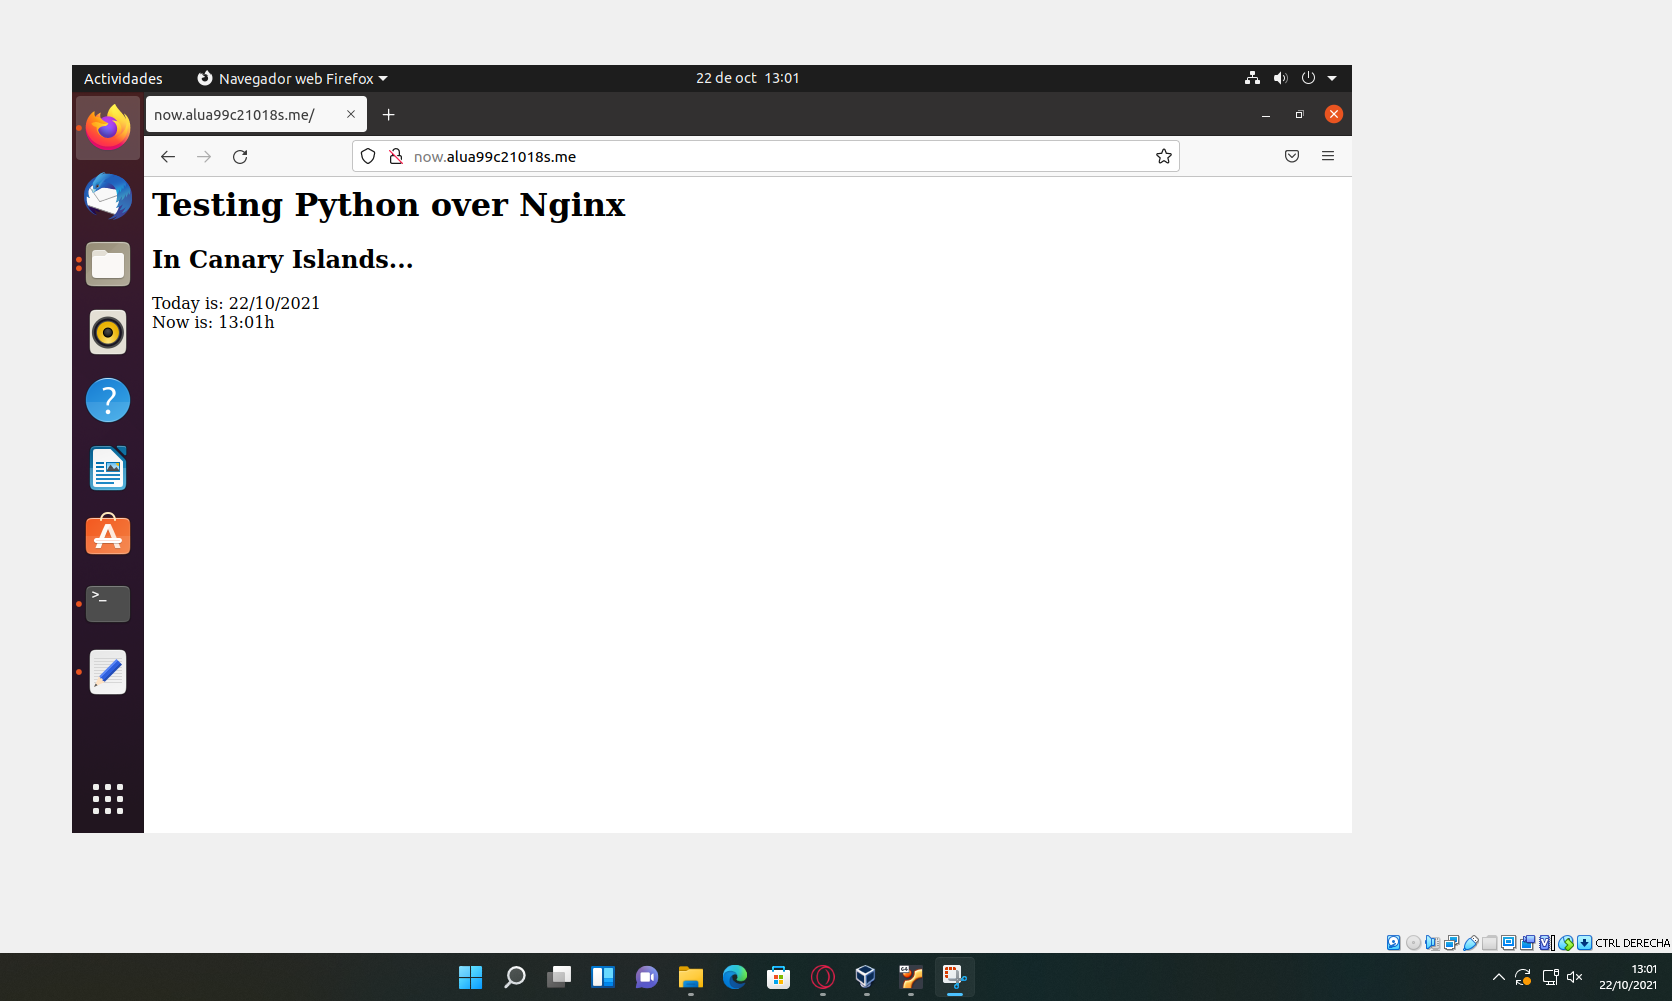 Actividades
Navegador web Firefox
22 de oct 13:01
now.alua99c21018s.me/
now.alua99c21018s.me
Testing Python over Nginx
In Canary Islands...
Today is: 22/10/2021
Now is: 13:01h
CTRL DERECHA
64
13:01
22/10/2021